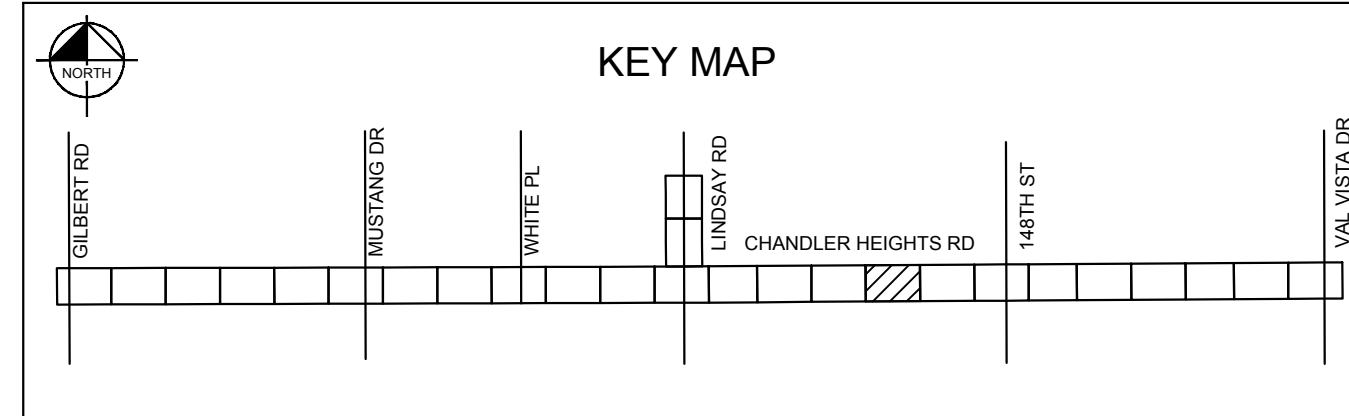 KEY MAP
NORTH
GILBERT RD
MUSTANG DR
WHITE PL
LINDSAY RD
CHANDLER HEIGHTS RD
148TH ST
VAL VISTA DR